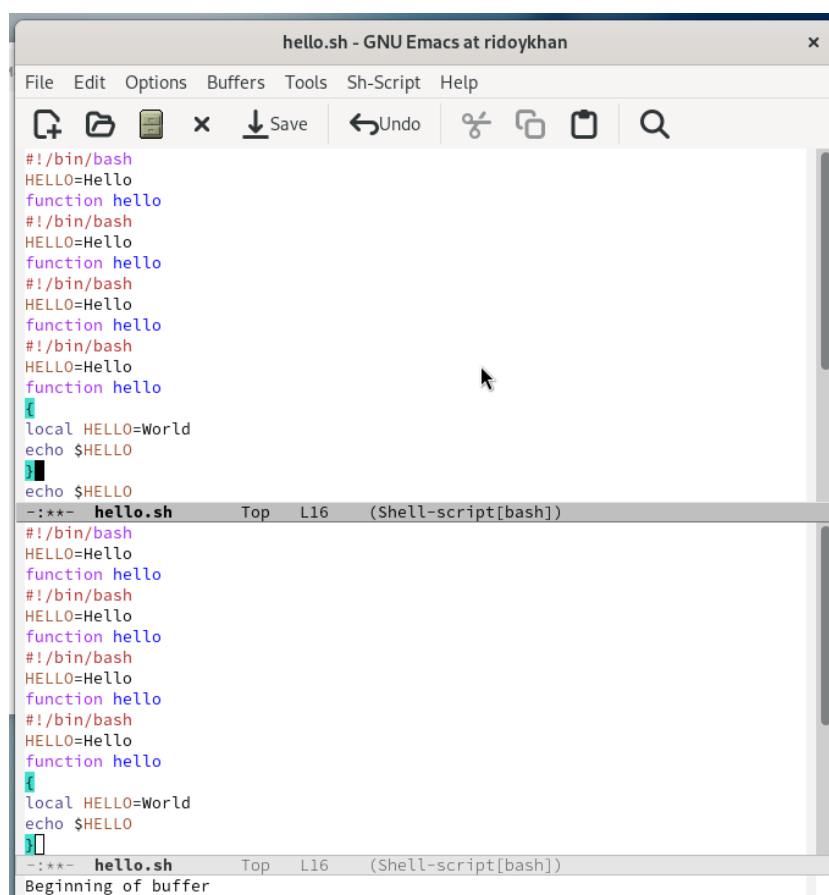 hello.sh - GNU Emacs at ridoykhan
File Edit Options Buffers Tools Sh-Script Help
Save Undo
#!/bin/bash
HELLO=Hello
function hello
#!/bin/bash
HELLO=Hello
function hello
#!/bin/bash
HELLO=Hello
function hello
#!/bin/bash
HELLO=Hello
function hello
{
local HELLO=World
echo $HELLO
}
echo $HELLO
-:**- hello.sh Top L16 (Shell-script[bash])
#!/bin/bash
HELLO=Hello
function hello
#!/bin/bash
HELLO=Hello
function hello
#!/bin/bash
HELLO=Hello
function hello
#!/bin/bash
HELLO=Hello
function hello
{
local HELLO=World
echo $HELLO
}
-:**- hello.sh Top L16 (Shell-script[bash])
Beginning of buffer